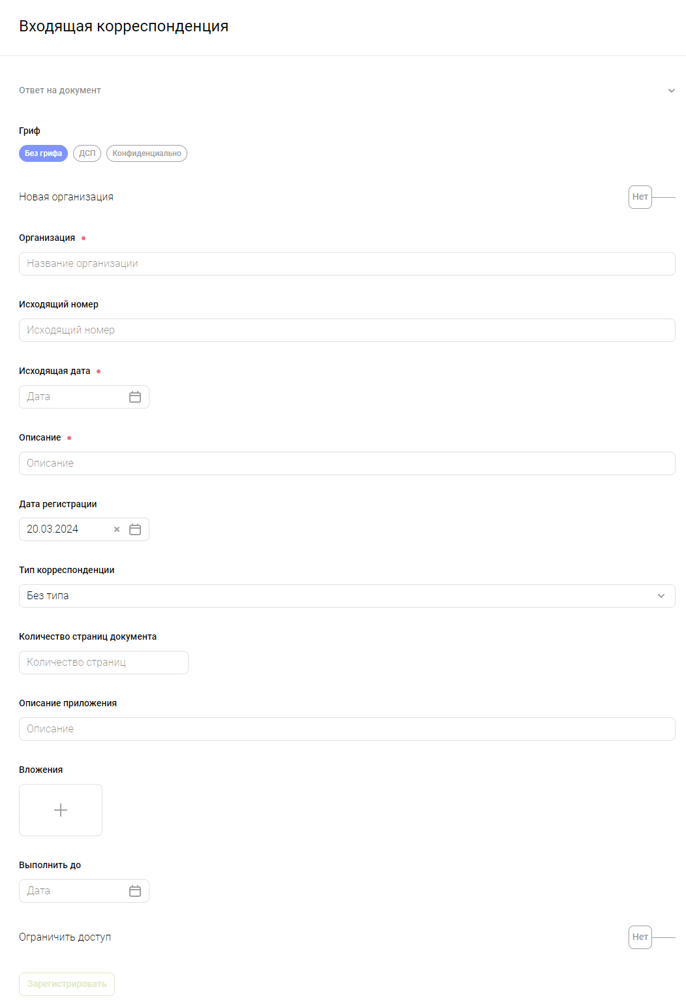 Входящая корреспонденция
Ответ на документ
Гриф
Без грифа ДСП Конфиденциально
Новая организация Нет
Организация
Название организации
Исходящий номер
Исходящий номер
Исходящая дата
Дата
Описание
Описание
Дата регистрации
20.03.2024
Тип корреспонденции
Без типа
Количество страниц документа
Количество страниц
Описание приложения
Описание
Вложения
Выполнить до
Дата
Ограничить доступ Нет
Зарегистрировать